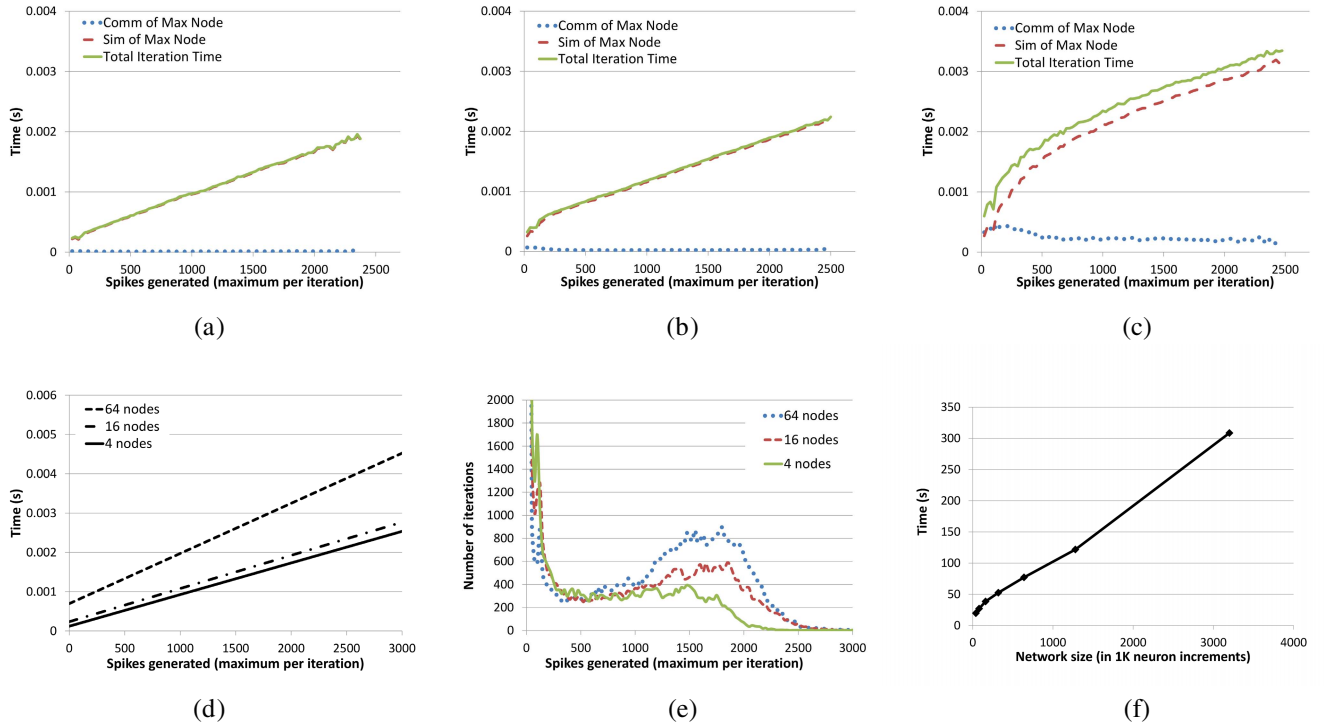 0.004
0.003
0.002
0.001
0
Time (s)
Comm of Max Node
Sim of Max Node
Total Iteration Time
0 500 1000 1500 2000 2500
Spikes generated (maximum per iteration)
(a)
0.004
0.003
0.002
0.001
0
Time (s)
Comm of Max Node
Sim of Max Node
Total Iteration Time
0 500 1000 1500 2000 2500
Spikes generated (maximum per iteration)
(b)
0.004
0.003
0.002
0.001
0
Time (s)
Comm of Max Node
Sim of Max Node
Total Iteration Time
0 500 1000 1500 2000 2500
Spikes generated (maximum per iteration)
(c)
0.006
0.005
0.004
0.003
0.002
0.001
0
Time (s)
64 nodes
16 nodes
4 nodes
0 500 1000 1500 2000 2500 3000
Spikes generated (maximum per iteration)
(d)
2000
1800
1600
1400
1200
1000
800
600
400
200
0
Number of iterations
64 nodes
16 nodes
4 nodes
0 500 1000 1500 2000 2500 3000
Spikes generated (maximum per iteration)
(e)
350
300
250
200
150
100
50
0
Time (s)
0 1000 2000 3000 4000
Network size (in 1K neuron increments)
(f)